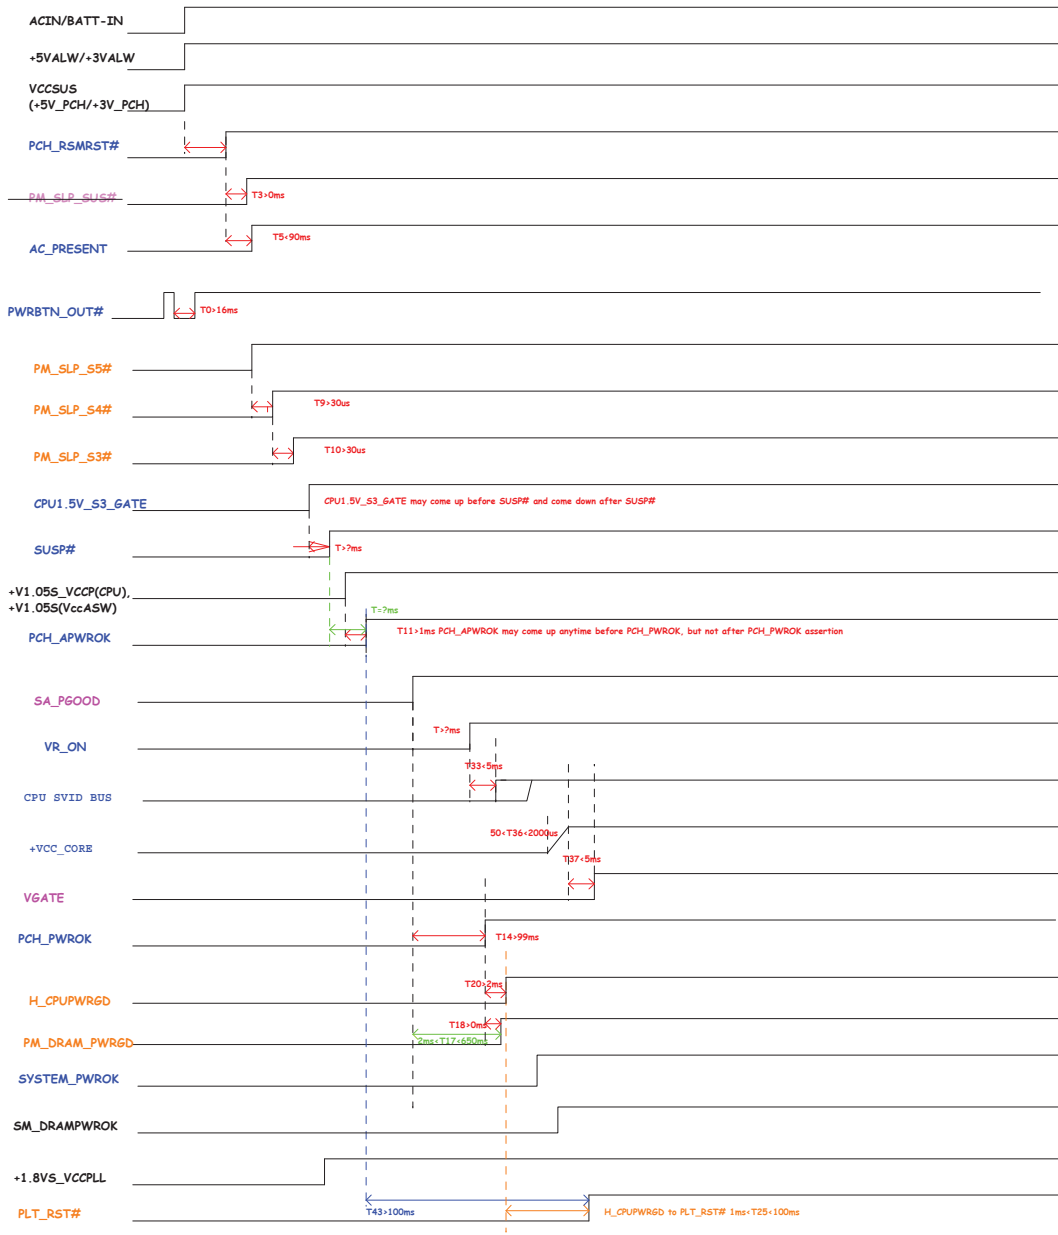 ACIN/BATT-IN
+5VALW/+3VALW
VCCSUS
(+5V_PCH/+3V_PCH)
PCH_RSMRST#
PM_SLP_SUS#
T3>0ms
T5<90ms
AC_PRESENT
PWRBTN_OUT#
T0>16ms
PM_SLP_S5#
PM_SLP_S4#
T9>30us
PM_SLP_S3#
T10>30us
CPU1.5V_S3_GATE
CPU1.5V_S3_GATE may come up before SUSP# and come down after SUSP#
SUSP#
T>?ms
+V1.05S_VCCP(CPU),
+V1.05S(VccASW)
T=?ms
PCH_APWROK
T11>1ms PCH_APWROK may come up anytime before PCH_PWROK, but not after PCH_PWROK assertion
SA_PGOOD
T>?ms
VR_ON
T33<5ms
CPU SVID BUS
50<T36<2000us
+VCC_CORE
T37<5ms
VGATE
PCH_PWROK
T14>99ms
T20>2ms
H_CPUPWRGD
T18>0ms
PM_DRAM_PWRGD
2ms<T17<650ms
SYSTEM_PWROK
SM_DRAMPWROK
+1.8VS_VCCPLL
PLT_RST#
T43>100ms
H_CPUPWRGD to PLT_RST# 1ms<T25<100ms